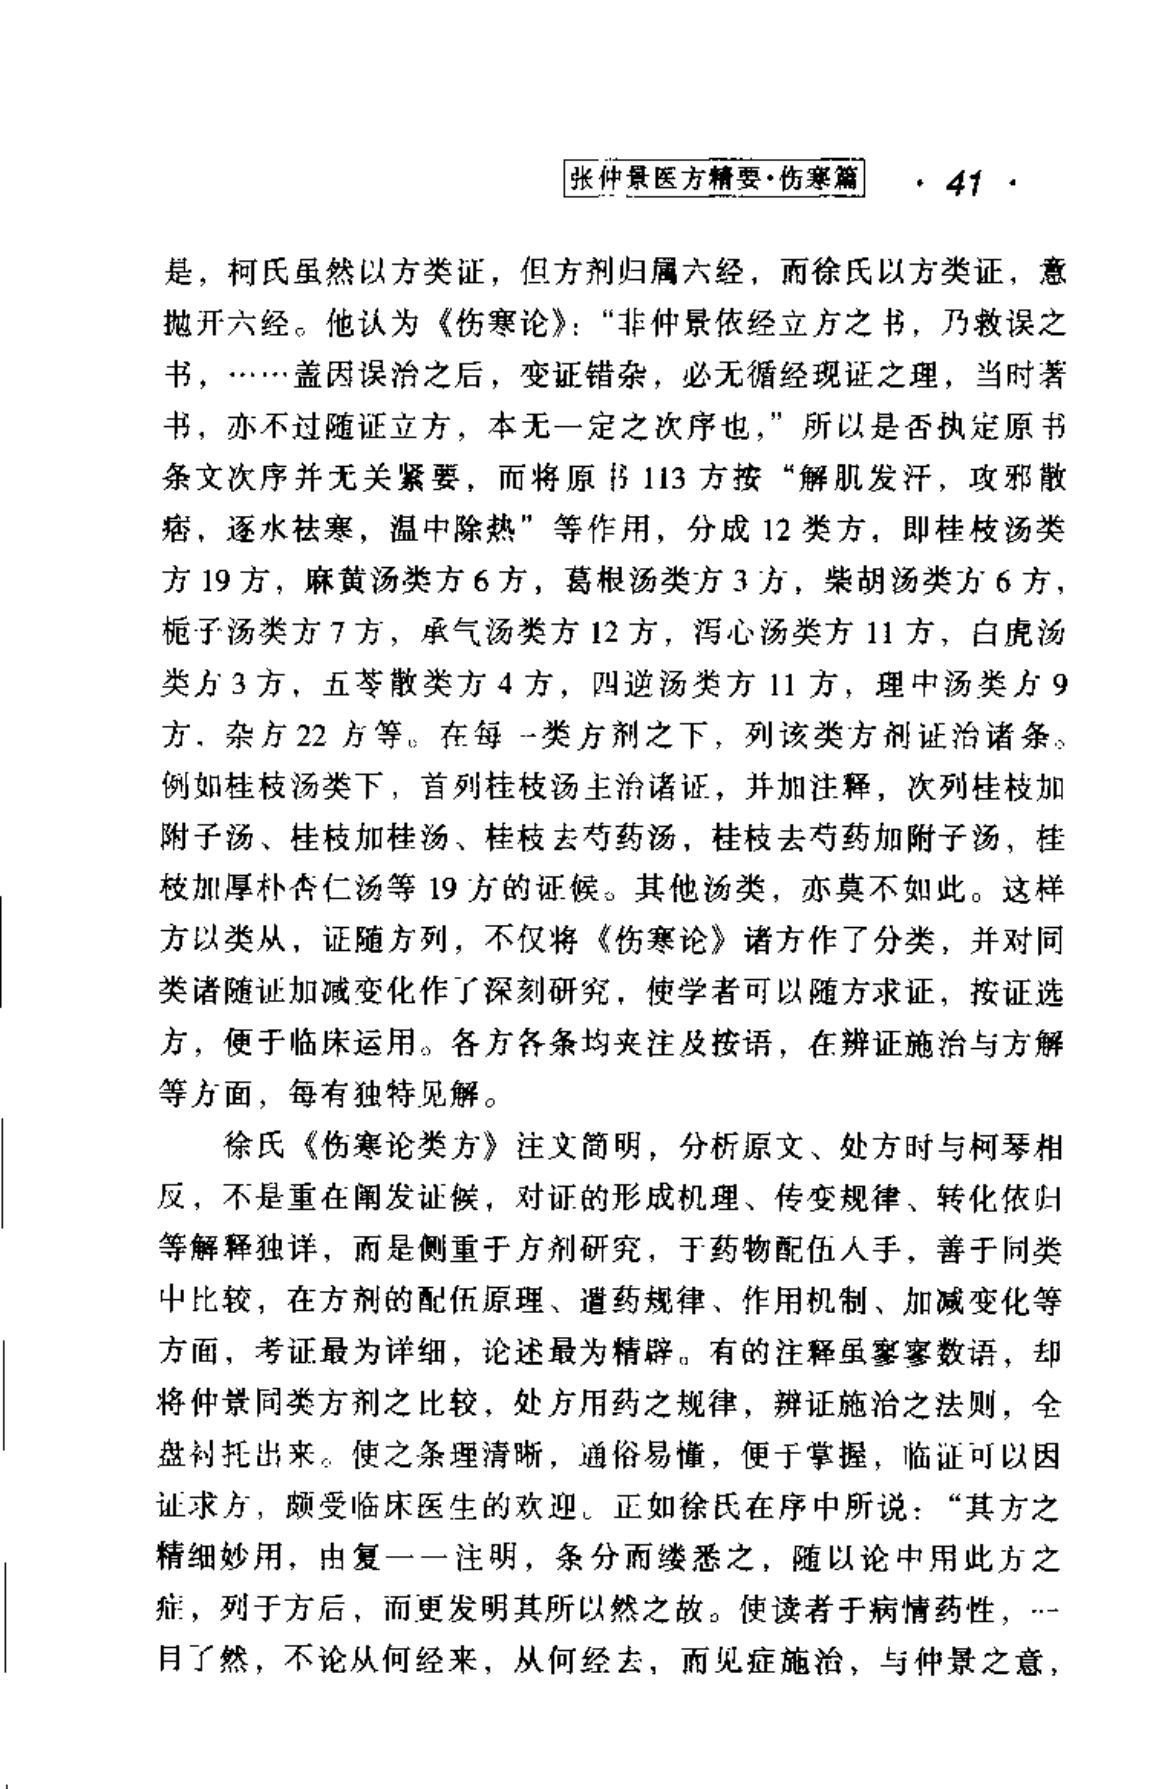 张仲景医方精要·伤寒篇 · 41 ·
是，柯氏虽然以方类证，但方剂归属六经，而徐氏以方类证，意
抛开六经。他认为《伤寒论》：“非仲景依经立方之书，乃救误之
书，……盖因误治之后，变证错杂，必无循经现证之理，当时著
书，亦不过随证立方，本无一定之次序也，”所以是否执定原书
条文次序并无关紧要，而将原书 113 方按“解肌发汗，攻邪散
痞，逐水祛寒，温中除热”等作用，分成 12 类方，即桂枝汤类
方 19 方，麻黄汤类方 6 方，葛根汤类方 3 方，柴胡汤类方 6 方，
栀子汤类方 7 方，承气汤类方 12 方，泻心汤类方 11 方，白虎汤
类方 3 方，五苓散类方 4 方，四逆汤类方 11 方，理中汤类方 9
方，杂方 22 方等。在每一类方剂之下，列该类方剂证治诸条。
例如桂枝汤类下，首列桂枝汤主治诸证，并加注释，次列桂枝加
附子汤、桂枝加桂汤、桂枝去芍药汤，桂枝去芍药加附子汤，桂
枝加厚朴杏仁汤等 19 方的证候。其他汤类，亦莫不如此。这样
方以类从，证随方列，不仅将《伤寒论》诸方作了分类，并对同
类诸随证加减变化作了深刻研究，使学者可以随方求证，按证选
方，便于临床运用。各方各条均夹注及按语，在辨证施治与方解
等方面，每有独特见解。
徐氏《伤寒论类方》注文简明，分析原文、处方时与柯琴相
反，不是重在阐发证候，对证的形成机理、传变规律、转化依归
等解释独详，而是侧重于方剂研究，于药物配伍人手，善于同类
中比较，在方剂的配伍原理、遣药规律、作用机制、加减变化等
方面，考证最为详细，论述最为精辟。有的注释虽寥寥数语，却
将仲景同类方剂之比较，处方用药之规律，辨证施治之法则，全
盘衬托出来。使之条理清晰，通俗易懂，便于掌握，临证可以因
证求方，颇受临床医生的欢迎。正如徐氏在序中所说：“其方之
精细妙用，由复一一注明，条分而缕悉之，随以论中用此方之
症，列于方后，而更发明其所以然之故。使读者于病情药性，一
目了然，不论从何经来，从何经去，而见症施治，与仲景之意，